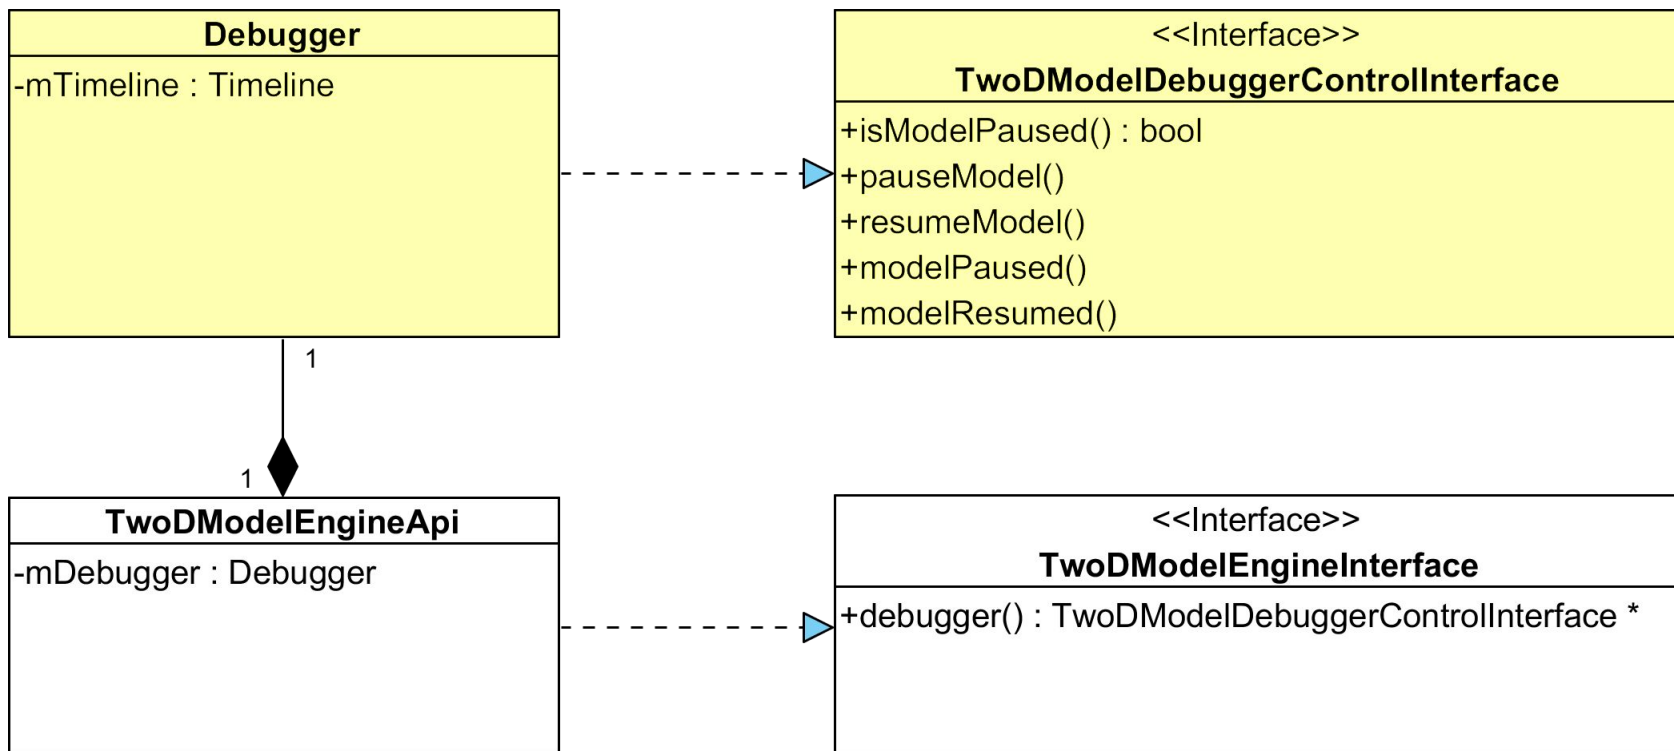 Debugger
-mTimeline : Timeline
<<Interface>>
TwoDModelDebuggerControlInterface
+isModelPaused() : bool
+pauseModel()
+resumeModel()
+modelPaused()
+modelResumed()
1
1
TwoDModelEngineApi
-mDebugger : Debugger
<<Interface>>
TwoDModelEngineInterface
+debugger() : TwoDModelDebuggerControlInterface *